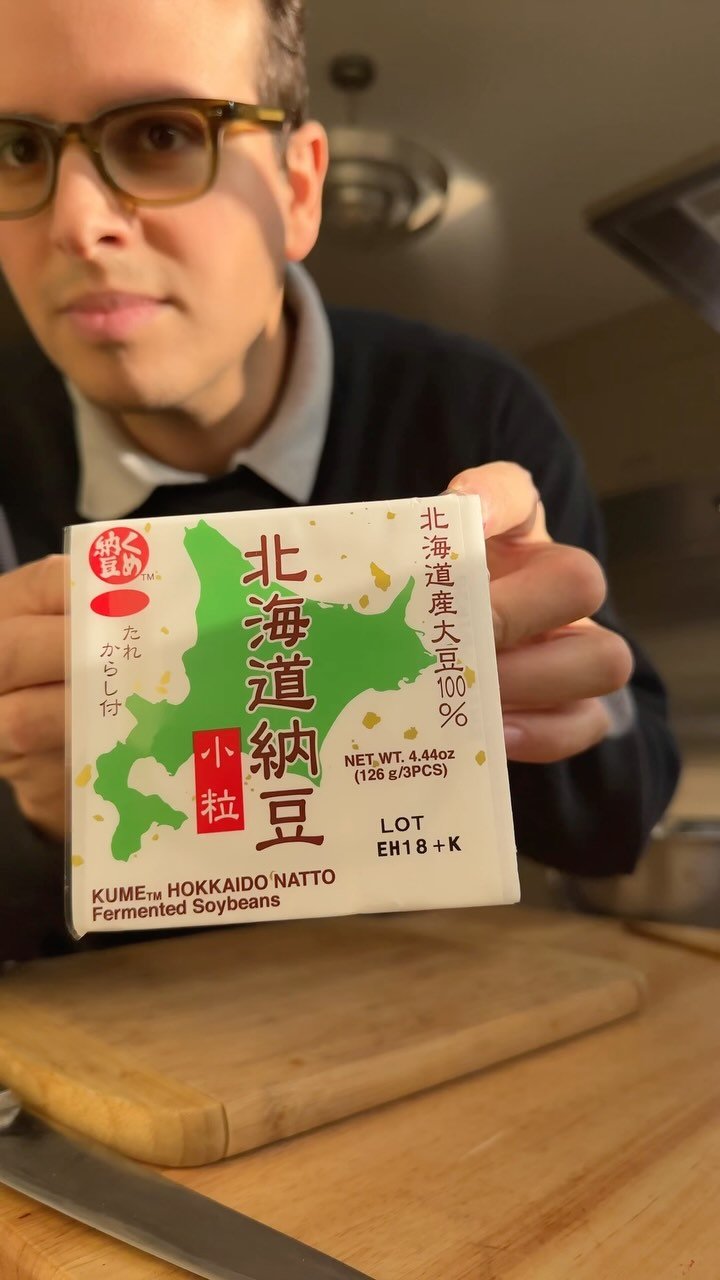 くめ
納豆
TM
たれ
からし付
北海道納豆
小粒
北海道産大豆100%
NET WT. 4.44oz
(126 g/3PCS)
LOT
EH18+K
KUME TM HOKKAIDO NATTO
Fermented Soybeans